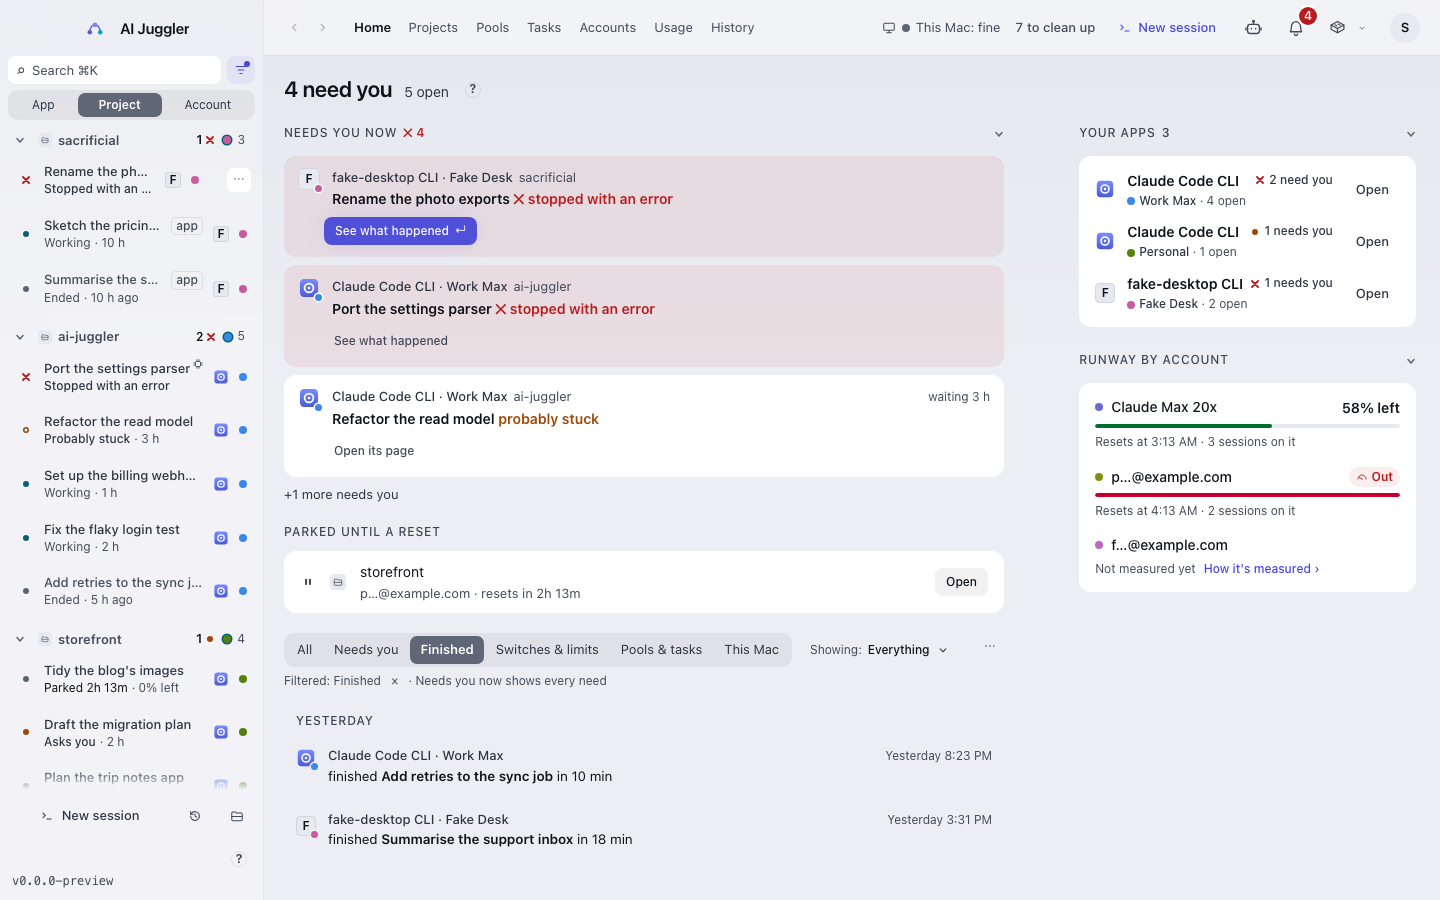 AI Juggler
Search ⌘K
App Project Account
sacrificial 1 3
Rename the ph... F
Stopped with an ... ...
Sketch the pricin... app F
Working · 10 h
Summarise the s... app F
Ended · 10 h ago
ai-juggler 2 5
Port the settings parser
Stopped with an error
Refactor the read model
Probably stuck · 3 h
Set up the billing webh...
Working · 1 h
Fix the flaky login test
Working · 2 h
Add retries to the sync j...
Ended · 5 h ago
storefront 1 4
Tidy the blog's images
Parked 2h 13m · 0% left
Draft the migration plan
Asks you · 2 h
Plan the trip notes app
New session
?
v0.0.0-preview
Home Projects Pools Tasks Accounts Usage History
This Mac: fine 7 to clean up New session 4 S
4 need you 5 open ?
NEEDS YOU NOW 4
F fake-desktop CLI · Fake Desk sacrificial
Rename the photo exports stopped with an error
See what happened ↵
Claude Code CLI · Work Max ai-juggler
Port the settings parser stopped with an error
See what happened
Claude Code CLI · Work Max ai-juggler waiting 3 h
Refactor the read model probably stuck
Open its page
+1 more needs you
PARKED UNTIL A RESET
storefront
p...@example.com · resets in 2h 13m
Open
All Needs you Finished Switches & limits Pools & tasks This Mac Showing: Everything ...
Filtered: Finished × · Needs you now shows every need
YESTERDAY
Claude Code CLI · Work Max Yesterday 8:23 PM
finished Add retries to the sync job in 10 min
F fake-desktop CLI · Fake Desk Yesterday 3:31 PM
finished Summarise the support inbox in 18 min
YOUR APPS 3
Claude Code CLI 2 need you
Work Max · 4 open
Open
Claude Code CLI 1 needs you
Personal · 1 open
Open
F fake-desktop CLI 1 needs you
Fake Desk · 2 open
Open
RUNWAY BY ACCOUNT
Claude Max 20x 58% left
Resets at 3:13 AM · 3 sessions on it
p...@example.com Out
Resets at 4:13 AM · 2 sessions on it
f...@example.com
Not measured yet How it's measured ›